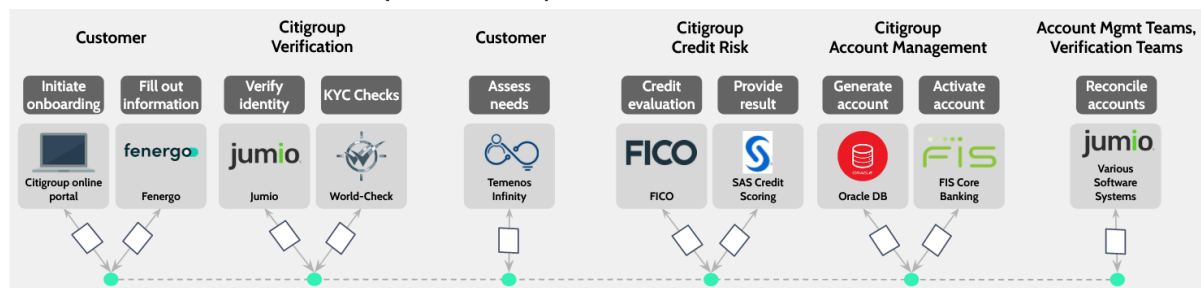 Customer
Citigroup
Verification
Customer
Citigroup
Credit Risk
Citigroup
Account Management
Account Mgmt Teams,
Verification Teams
Initiate
onboarding
Fill out
information
Verify
identity
KYC Checks
Assess
needs
Credit
evaluation
Provide
result
Generate
account
Activate
account
Reconcile
accounts
fenergo
jumio
FICO
S
ORACLE
FIS
jumio
Citigroup online
portal
Fenergo
Jumio
World-Check
Temenos
Infinity
FICO
SAS Credit
Scoring
Oracle DB
FIS Core
Banking
Various
Software
Systems